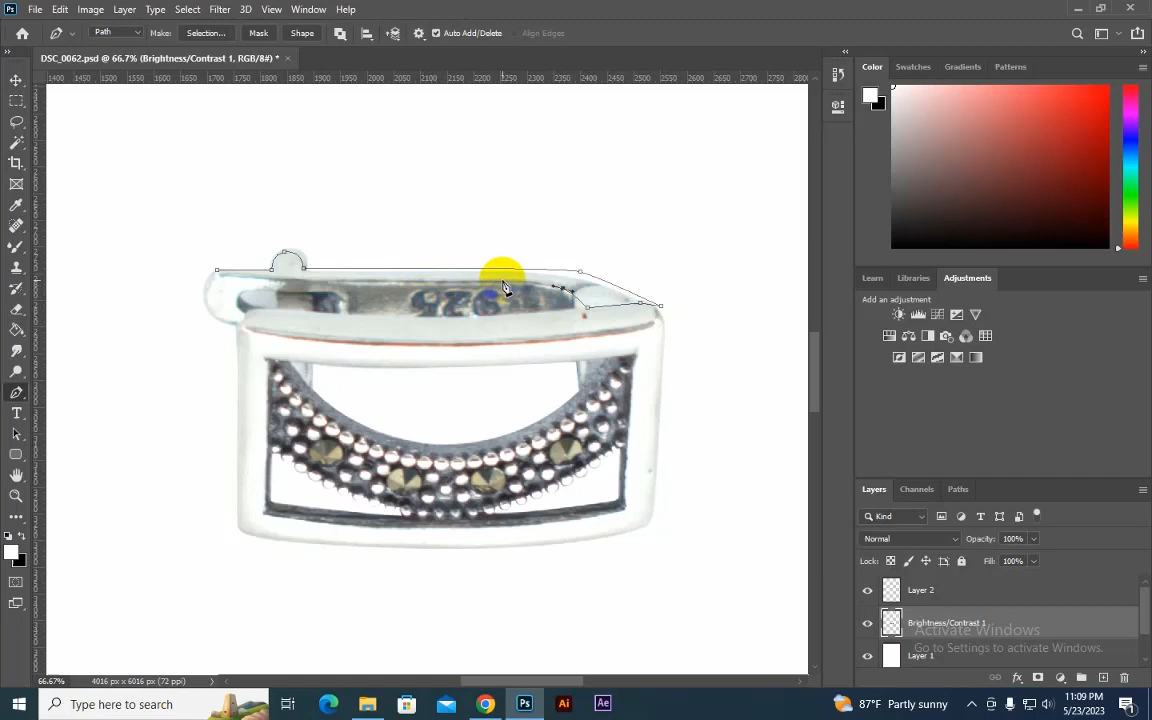 Ps File Edit Image Layer Type Select Filter 3D View Window Help
Path Make: Selection... Mask Shape Auto Add/Delete Align Edges
DSC_0062.psd @ 66.7% (Brightness/Contrast 1, RGB/8#) * ×
1400 1450 1500 1550 1600 1650 1700 1750 1800 1850 1900 1950 2000 2050 2100 2150 2200 2250 2300 2350 2400 2450 2500 2550 2600 2650 2700 2750 2800
Color Swatches Gradients Patterns
Learn Libraries Adjustments
Add an adjustment
Layers Channels Paths
Kind
Normal Opacity: 100%
Lock: Fill: 100%
Layer 2
Brightness/Contrast 1
Activate Windows
Go to Settings to activate Windows.
Layer 1
66.67% 4016 px x 6016 px (72 ppi)
Type here to search
Ps Ai Ae
87°F Partly sunny
11:09 PM
5/23/2023
1